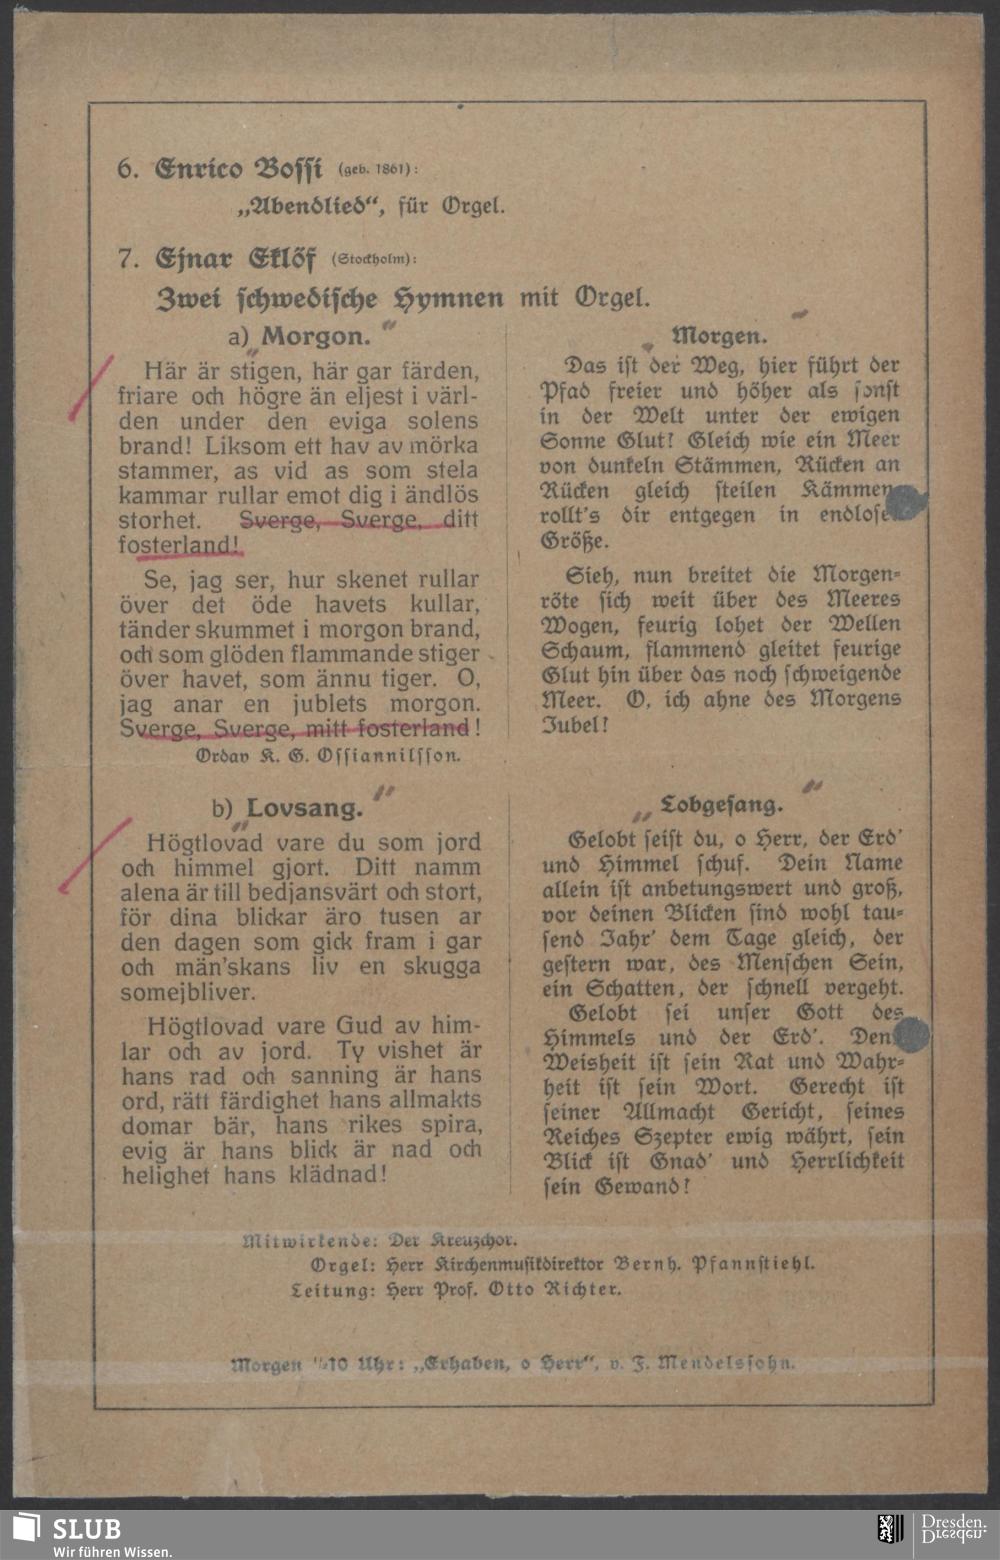 6. Enrico Bossi (geb. 1861):
„Abendlied“, für Orgel.
7. Ejnar Eklöf (Stockholm):
Zwei schwedische Hymnen mit Orgel.
a) Morgon.
Här är stigen, här gar färden,
friare och högre än eljest i värl-
den under den eviga solens
brand! Liksom ett hav av mörka
stammer, as vid as som stela
kammar rullar emot dig i ändlös
storhet. Sverge, Sverge, ditt
fosterland!
Se, jag ser, hur skenet rullar
över det öde havets kullar,
tänder skummet i morgon brand,
och som glöden flammande stiger
över havet, som ännu tiger. O,
jag anar en jublets morgon.
Sverge, Sverge, mitt fosterland!
Ordav K. G. Ossiannilsson.
Morgen.
Das ist der Weg, hier führt der
Pfad freier und höher als sonst
in der Welt unter der ewigen
Sonne Glut! Gleich wie ein Meer
von dunkeln Stämmen, Rücken an
Rücken gleich steilen Kämmen
rollt's dir entgegen in endlose
Größe.
Sieh, nun breitet die Morgen-
röte sich weit über des Meeres
Wogen, feurig lohet der Wellen
Schaum, flammend gleitet feurige
Glut hin über das noch schweigende
Meer. O, ich ahne des Morgens
Jubel!
b) Lovsang.
Högtlovad vare du som jord
och himmel gjort. Ditt namm
alena är till bedjansvärt och stort,
för dina blickar äro tusen ar
den dagen som gick fram i gar
och män'skans liv en skugga
somejbliver.
Högtlovad vare Gud av him-
lar och av jord. Ty vishet är
hans rad och sanning är hans
ord, rätt färdighet hans allmakts
domar bär, hans rikes spira,
evig är hans blick är nad och
helighet hans klädnad!
Lobgesang.
Gelobt seist du, o Herr, der Erd'
und Himmel schuf. Dein Name
allein ist anbetungswert und groß,
vor deinen Blicken sind wohl tau-
send Jahr' dem Tage gleich, der
gestern war, des Menschen Sein,
ein Schatten, der schnell vergeht.
Gelobt sei unser Gott des
Himmels und der Erd'. Den
Weisheit ist sein Rat und Wahr-
heit ist sein Wort. Gerecht ist
seiner Allmacht Gericht, seines
Reiches Szepter ewig währt, sein
Blick ist Gnad' und Herrlichkeit
sein Gewand!
Mitwirkende: Der Kreuzchor.
Orgel: Herr Kirchenmusikdirektor Bernh. Pfannstiehl.
Leitung: Herr Prof. Otto Richter.
Morgen ½10 Uhr: „Erhaben, o Herr“, v. F. Mendelssohn.
SLUB
Wir führen Wissen.
Dresden.